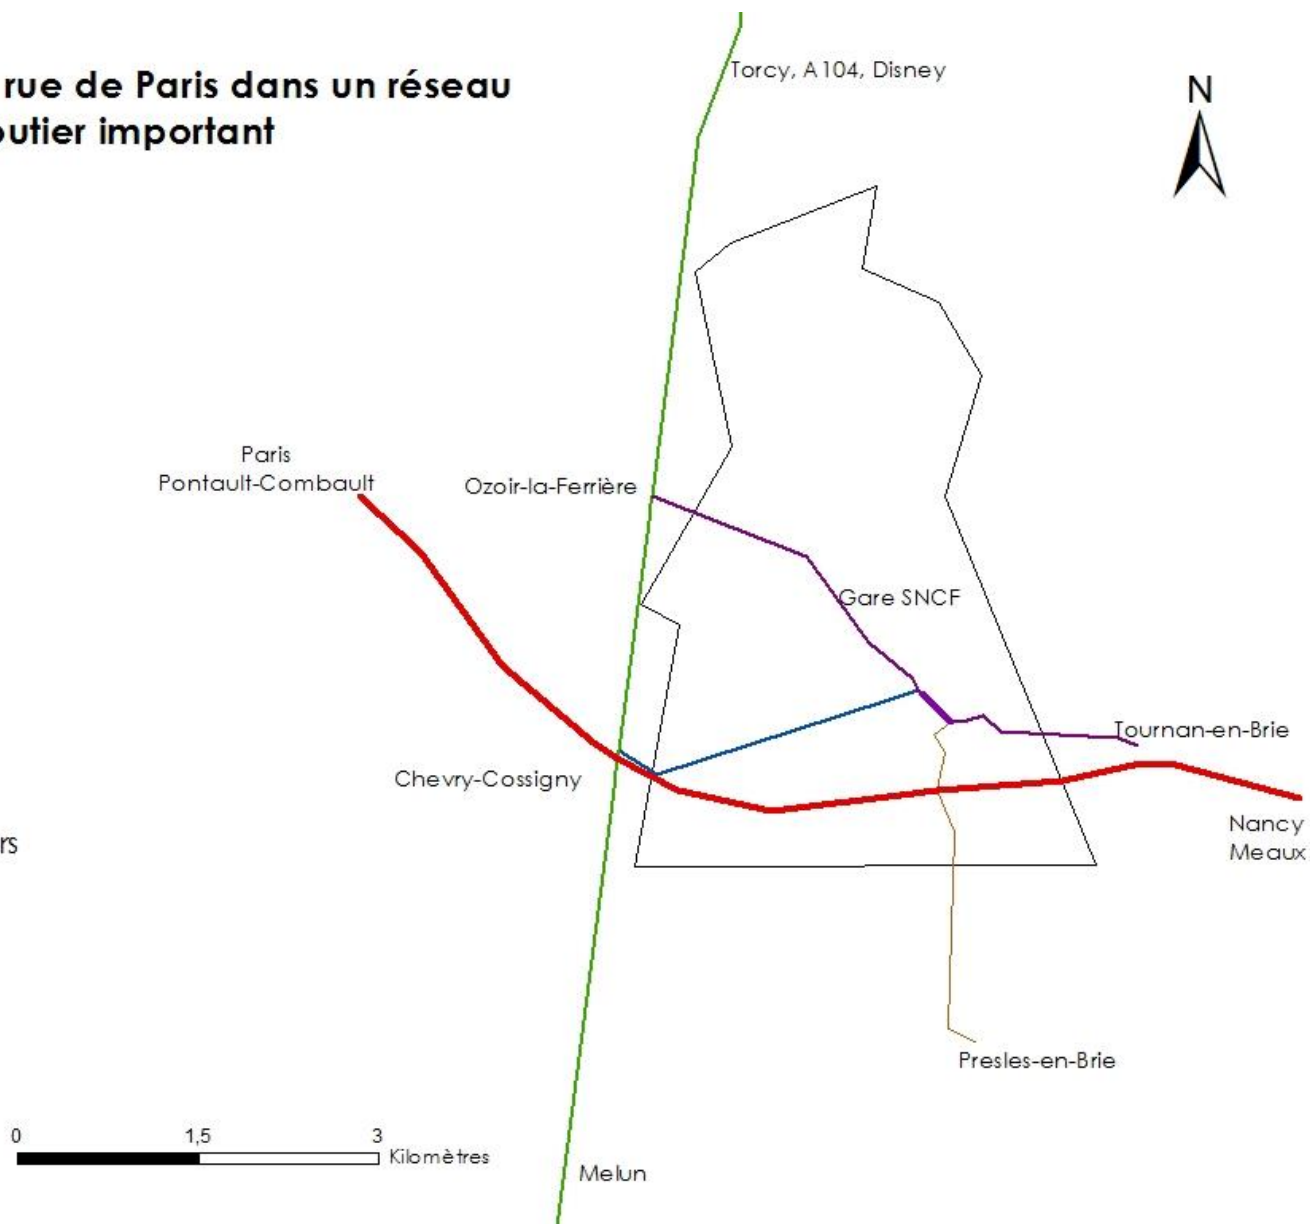 rue de Paris dans un réseau
outier important
Torcy, A104, Disney
N
Paris
Pontault-Combault
Ozoir-la-Ferrière
Gare SNCF
Tournan-en-Brie
Chevry-Cossigny
Nancy
Meaux
rs
Presles-en-Brie
0 1,5 3
Kilomètres
Melun